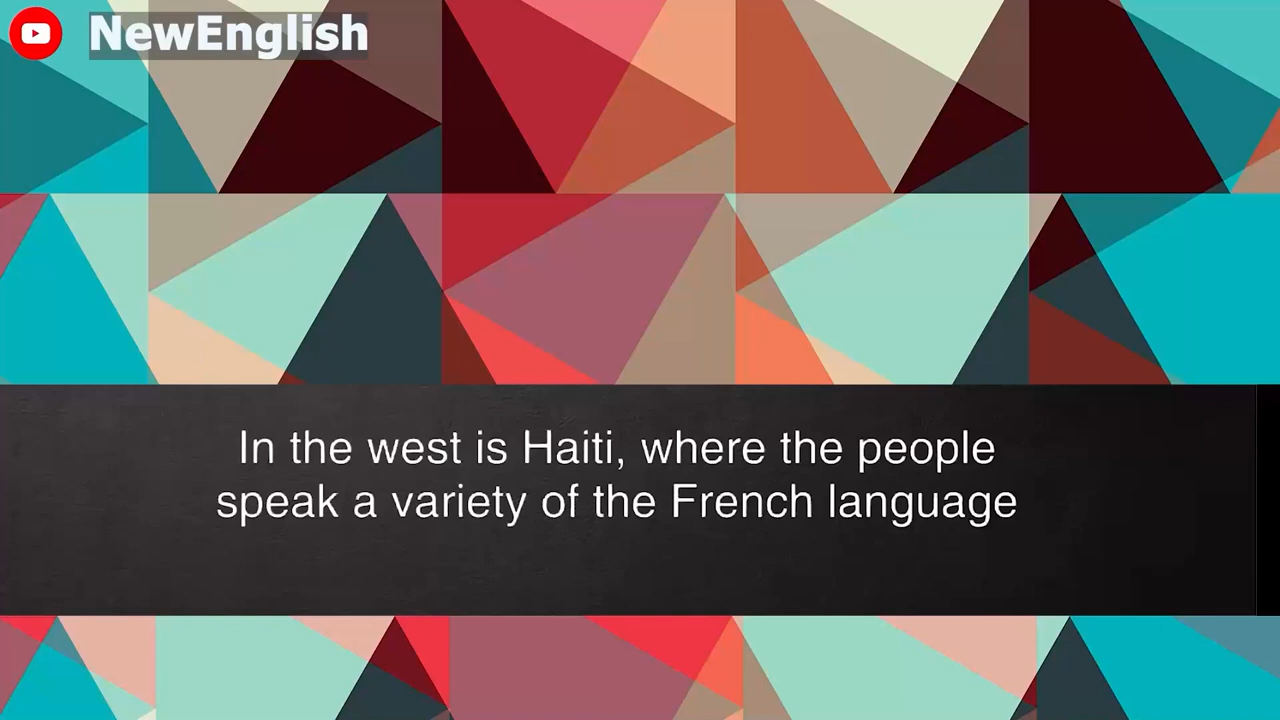 NewEnglish
In the west is Haiti, where the people
speak a variety of the French language